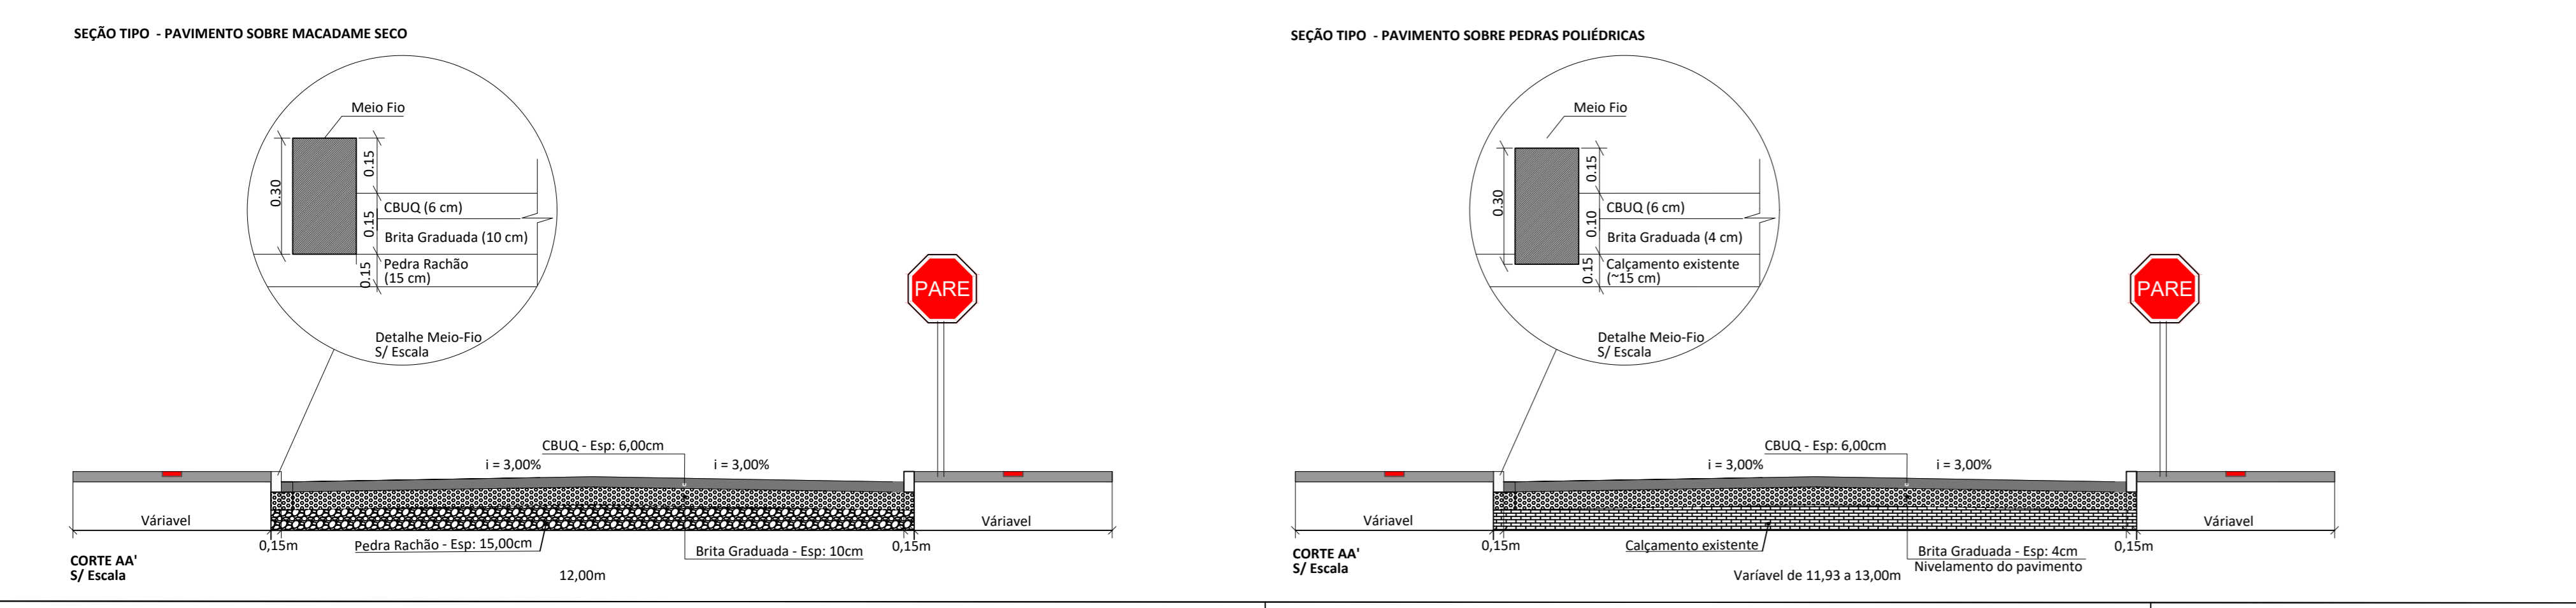 SEÇÃO TIPO - PAVIMENTO SOBRE MACADAME SECO
Meio Fio
0.30
0.15
CBUQ (6 cm)
0.15
Brita Graduada (10 cm)
Pedra Rachão
(15 cm)
0.15
Detalhe Meio-Fio
S/ Escala
PARE
CBUQ - Esp: 6,00cm
i = 3,00%
i = 3,00%
Váriavel
Váriavel
0,15m
Pedra Rachão - Esp: 15,00cm
Brita Graduada - Esp: 10cm
0,15m
CORTE AA'
S/ Escala
12,00m
SEÇÃO TIPO - PAVIMENTO SOBRE PEDRAS POLIÉDRICAS
Meio Fio
0.30
0.15
CBUQ (6 cm)
0.10
Brita Graduada (4 cm)
Calçamento existente
(~15 cm)
0.15
Detalhe Meio-Fio
S/ Escala
PARE
CBUQ - Esp: 6,00cm
i = 3,00%
i = 3,00%
Váriavel
Váriavel
0,15m
Calçamento existente
Brita Graduada - Esp: 4cm
Nivelamento do pavimento
0,15m
CORTE AA'
S/ Escala
Varíavel de 11,93 a 13,00m